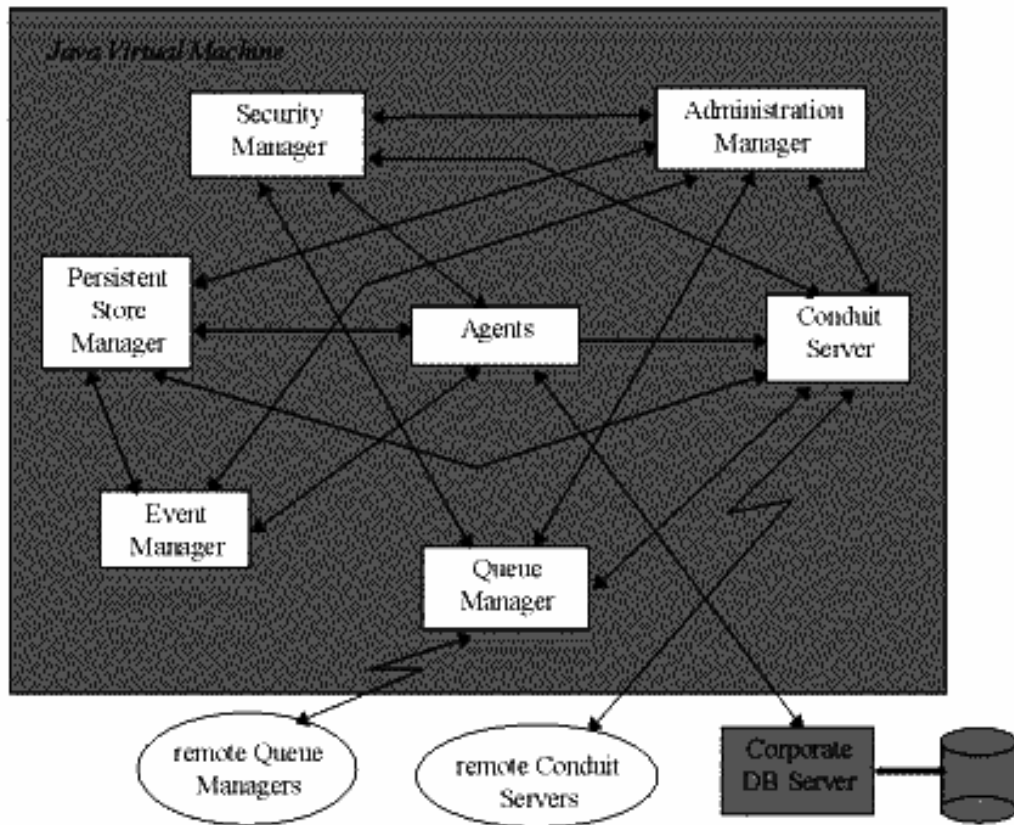 Java Virtual Machine
Security
Manager
Administration
Manager
Persistent
Store
Manager
Agents
Conduit
Server
Event
Manager
Queue
Manager
remote Queue
Managers
remote Conduit
Servers
Corporate
DB Server